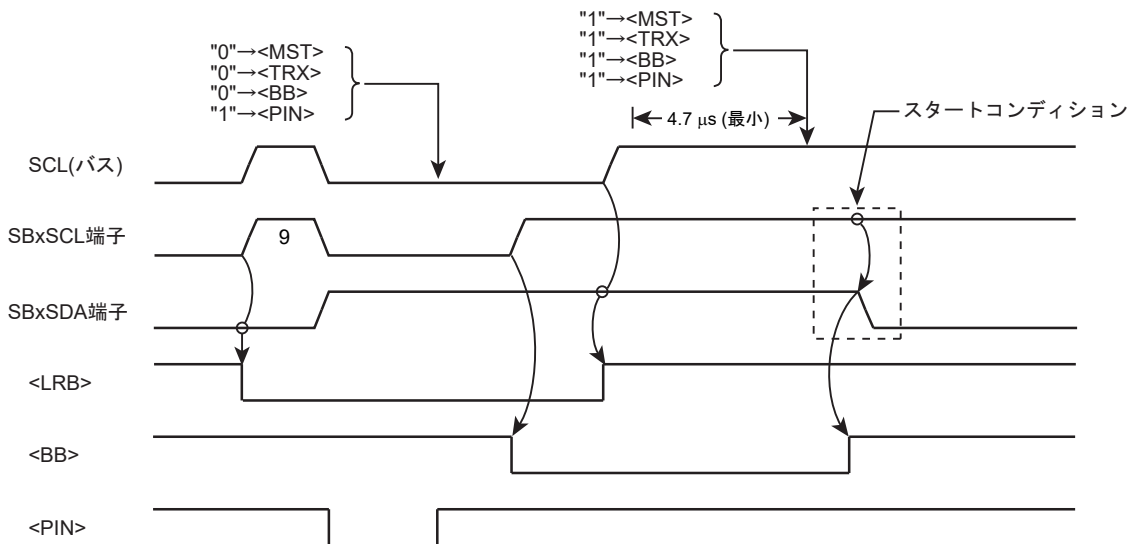 "0"→<MST>
"0"→<TRX>
"0"→<BB>
"1"→<PIN>
"1"→<MST>
"1"→<TRX>
"1"→<BB>
"1"→<PIN>
4.7 μs (最小)
スタートコンディション
SCL(バス)
SBxSCL端子
9
SBxSDA端子
<LRB>
<BB>
<PIN>